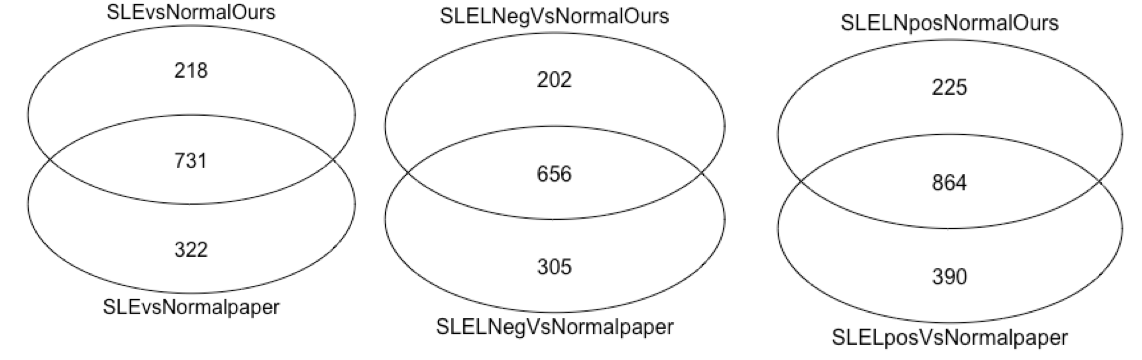 SLEvsNormalOurs
218
731
322
SLEvsNormalpaper
SLELNegVsNormalOurs
202
656
305
SLELNegVsNormalpaper
SLELNposNormalOurs
225
864
390
SLELposVsNormalpaper